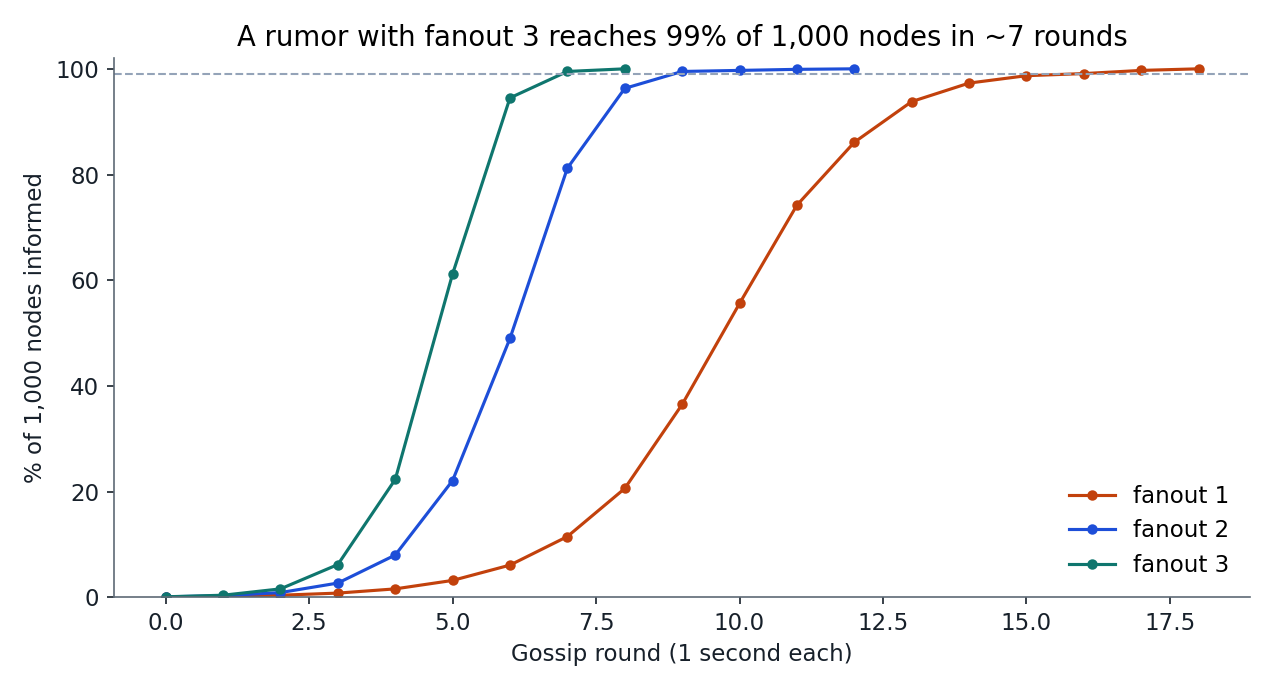 A rumor with fanout 3 reaches 99% of 1,000 nodes in ~7 rounds
% of 1,000 nodes informed
100
80
60
40
20
0
0.0
2.5
5.0
7.5
10.0
12.5
15.0
17.5
Gossip round (1 second each)
fanout 1
fanout 2
fanout 3